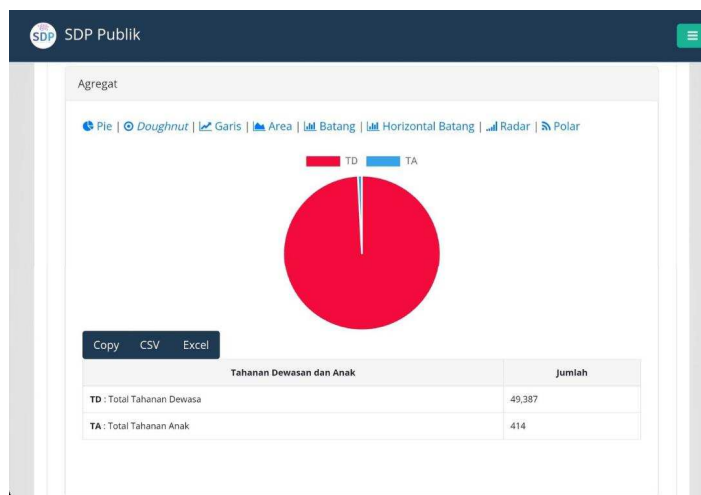 SDP SDP Publik
Agregat
Pie | Doughnut | Garis | Area | Batang | Horizontal Batang | Radar | Polar
TD TA
Copy CSV Excel
Tahanan Dewasan dan Anak Jumlah
TD : Total Tahanan Dewasa 49,387
TA : Total Tahanan Anak 414